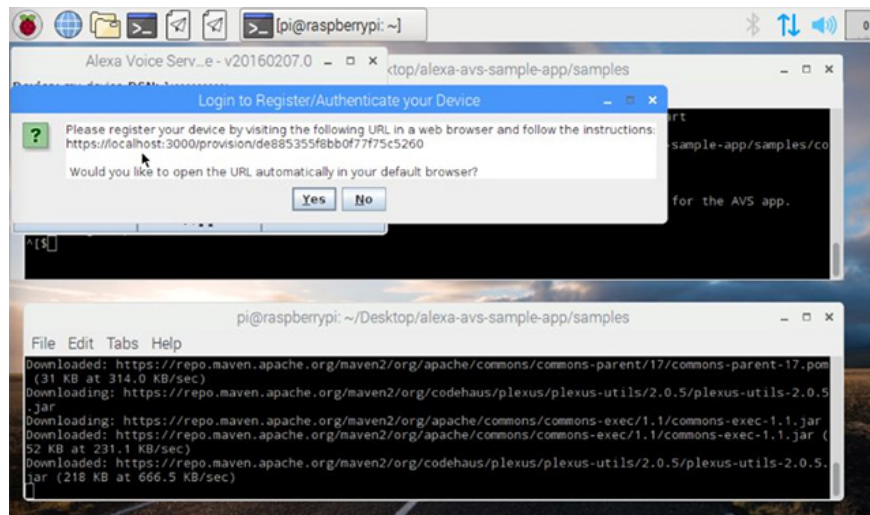 [pi@raspberrypi: ~]
0
Alexa Voice Serv...e - v20160207.0
ktop/alexa-avs-sample-app/samples
Login to Register/Authenticate your Device
Please register your device by visiting the following URL in a web browser and follow the instructions:
https://localhost:3000/provision/de885355f8bb0f77f75c5260
Would you like to open the URL automatically in your default browser?
Yes No
rt
-sample-app/samples/co
for the AVS app.
^[$
pi@raspberrypi: ~/Desktop/alexa-avs-sample-app/samples
File Edit Tabs Help
Downloaded: https://repo.maven.apache.org/maven2/org/apache/commons/commons-parent/17/commons-parent-17.pom
(31 KB at 314.0 KB/sec)
Downloading: https://repo.maven.apache.org/maven2/org/codehaus/plexus/plexus-utils/2.0.5/plexus-utils-2.0.5
.jar
Downloading: https://repo.maven.apache.org/maven2/org/apache/commons/commons-exec/1.1/commons-exec-1.1.jar
Downloaded: https://repo.maven.apache.org/maven2/org/apache/commons/commons-exec/1.1/commons-exec-1.1.jar (
52 KB at 231.1 KB/sec)
Downloaded: https://repo.maven.apache.org/maven2/org/codehaus/plexus/plexus-utils/2.0.5/plexus-utils-2.0.5.
jar (218 KB at 666.5 KB/sec)